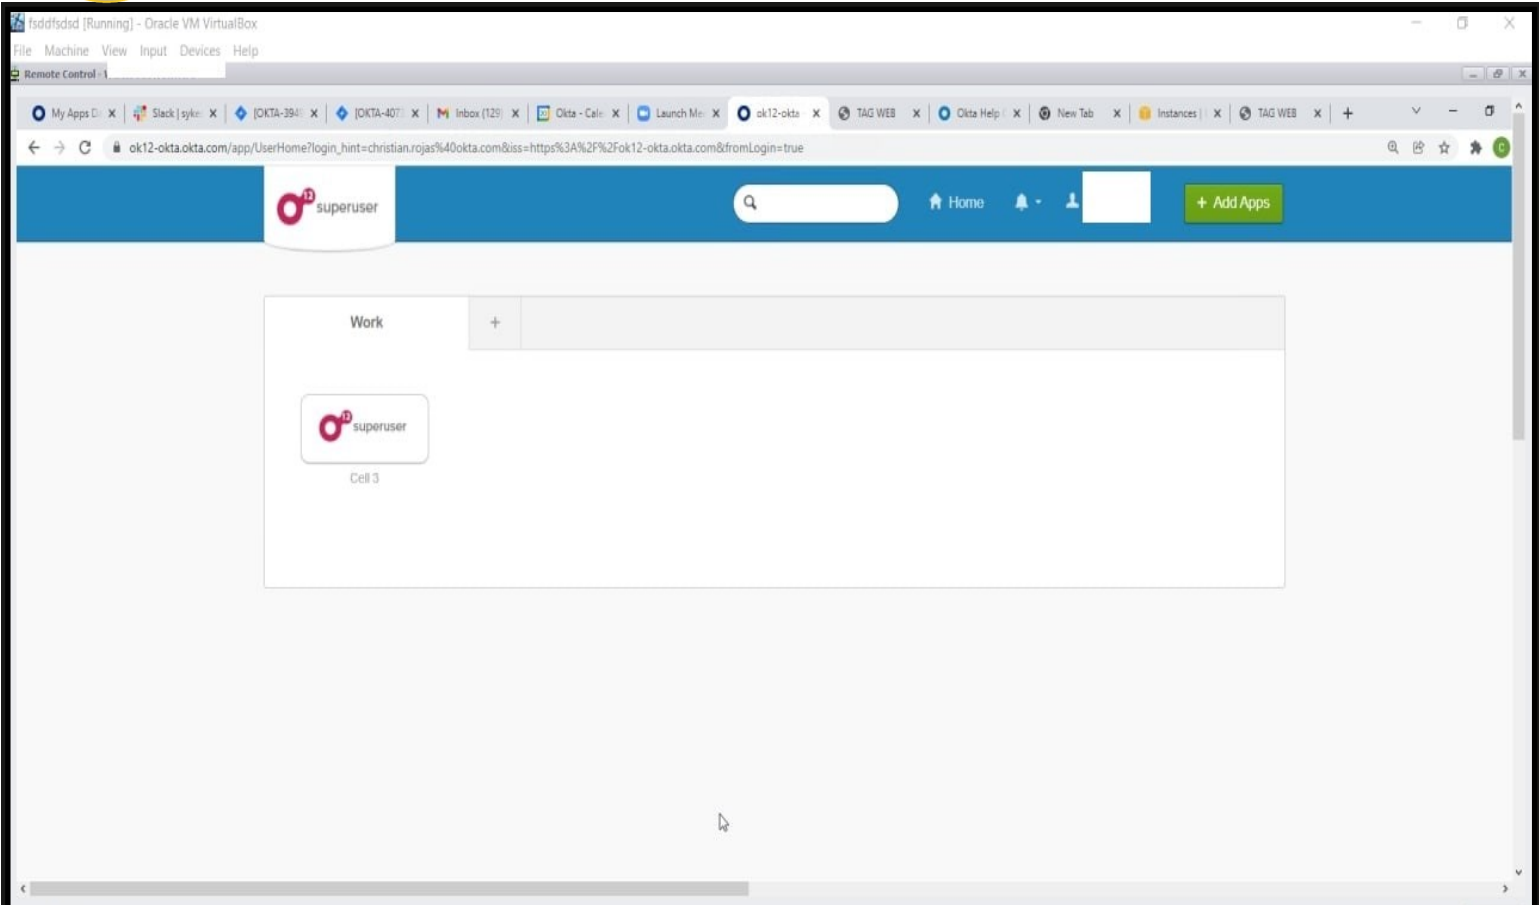 fsddfsdsd [Running] - Oracle VM VirtualBox
File Machine View Input Devices Help
Remote Control -
My Apps D Slack | syke [OKTA-394 [OKTA-407 Inbox (129) Okta - Cale Launch Me ok12-okta TAG WEB Okta Help New Tab Instances | TAG WEB
ok12-okta.okta.com/app/UserHome?login_hint=christian.rojas%40okta.com&iss=https%3A%2F%2Fok12-okta.okta.com&fromLogin=true
C
12 superuser
Home
+ Add Apps
Work +
12 superuser
Cell 3